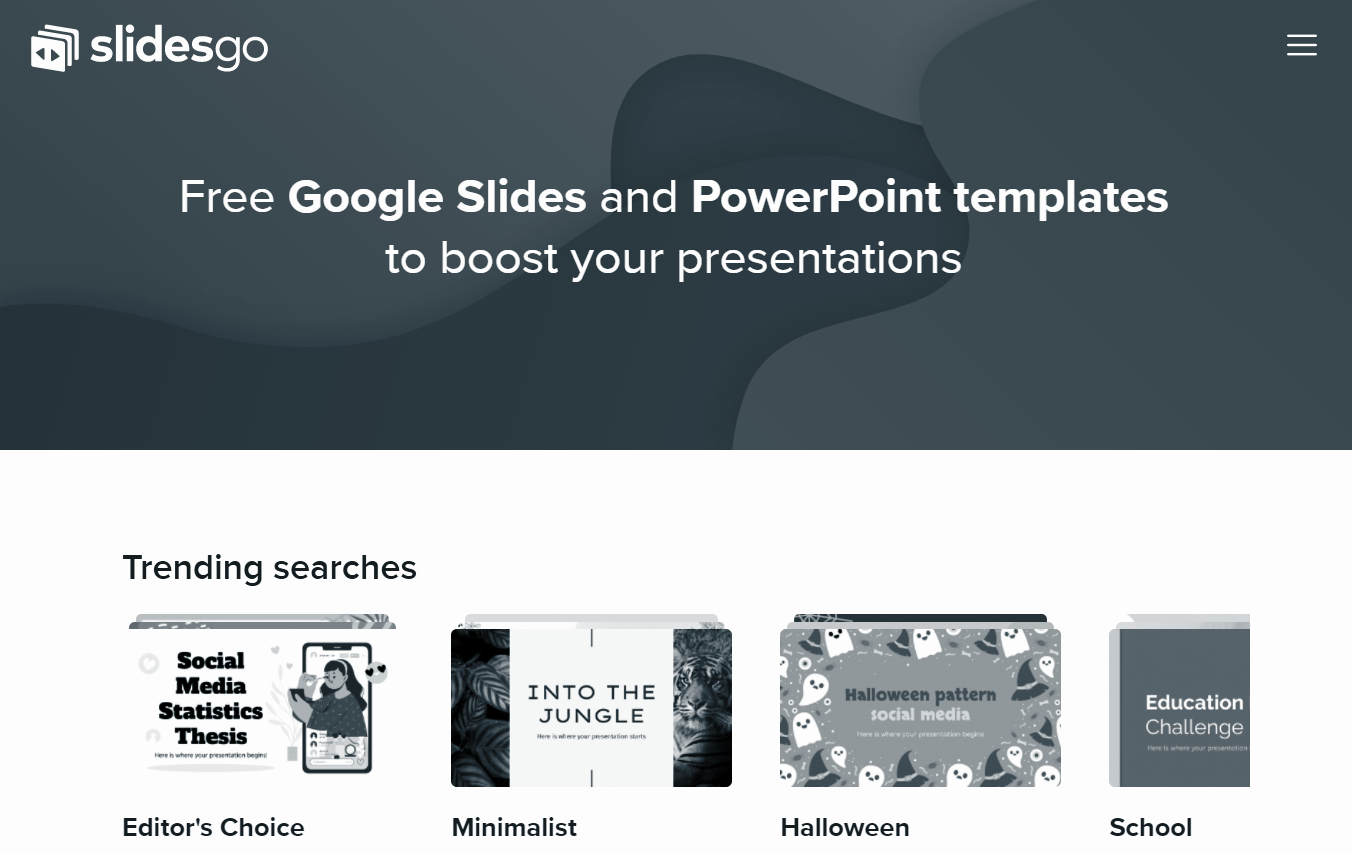 slidesgo
Free Google Slides and PowerPoint templates
to boost your presentations
Trending searches
Social
Media
Statistics
Thesis
Here is where your presentation begins!
INTO THE
JUNGLE
Here is where your presentation starts
Halloween pattern
social media
Here is where your presentation begins
Education
Challenge
Here is where your presentation
Editor's Choice
Minimalist
Halloween
School